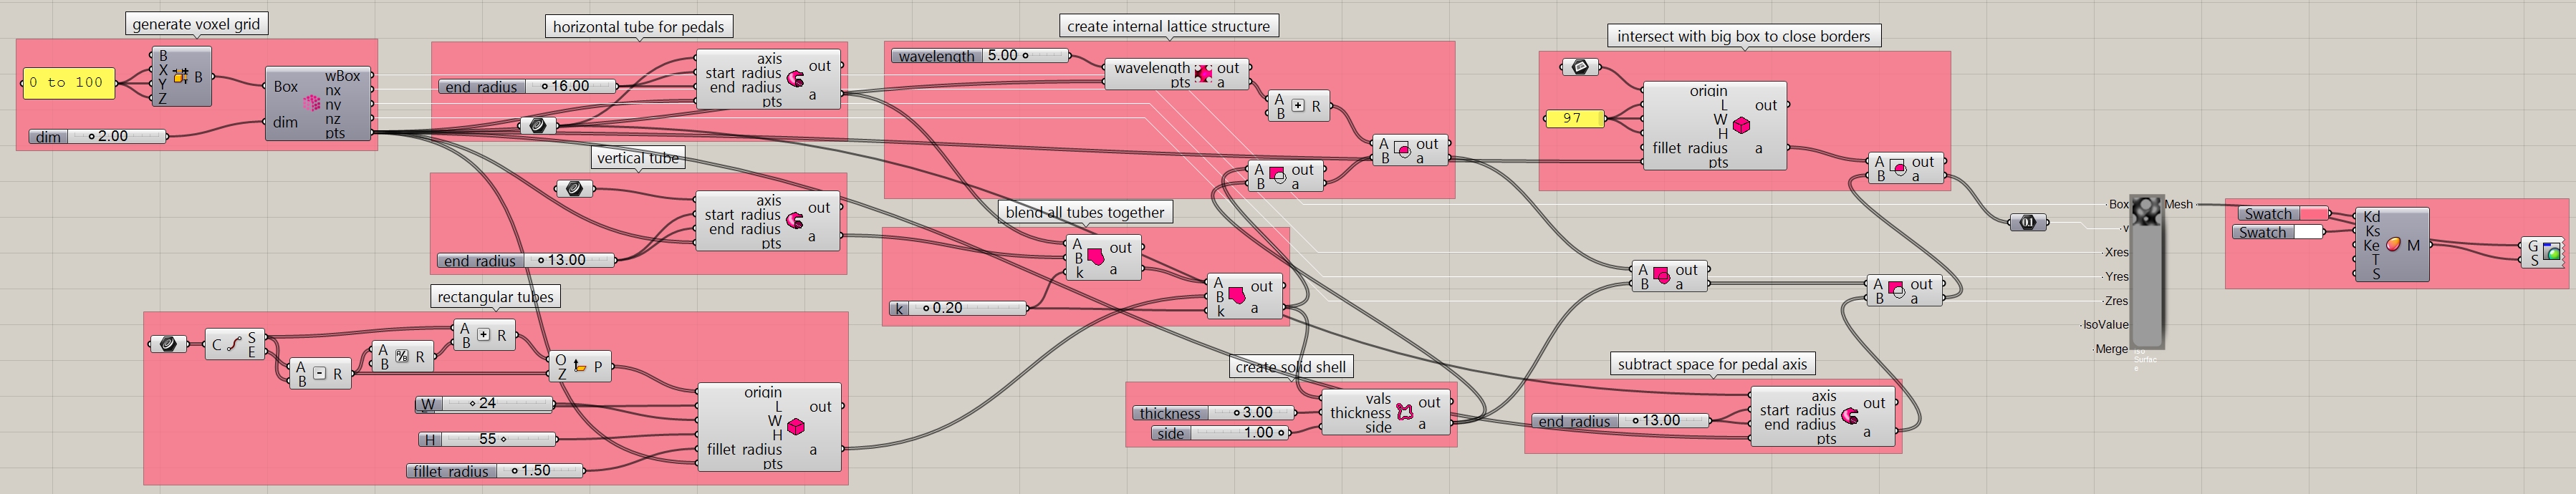 generate voxel grid
0 to 100
B
X
Y
Z
B
Box
dim
wBox
nx
ny
nz
pts
dim 2.00
horizontal tube for pedals
end radius 16.00
axis
start radius
end radius
pts
out
a
vertical tube
axis
start radius
end radius
pts
out
a
end radius 13.00
rectangular tubes
C
S
E
A
B
R
A
B
R
A
B
R
O
Z
P
W 24
H 55
fillet radius 1.50
origin
L
W
H
fillet radius
pts
out
a
create internal lattice structure
wavelength 5.00
wavelength
pts
out
a
A
B
R
A
B
out
a
A
B
out
a
blend all tubes together
A
B
k
out
a
k 0.20
A
B
k
out
a
create solid shell
thickness 3.00
side 1.00
vals
thickness
side
out
a
intersect with big box to close borders
97
origin
L
W
H
fillet radius
pts
out
a
A
B
out
a
A
B
out
a
A
B
out
a
subtract space for pedal axis
end radius 13.00
axis
start radius
end radius
pts
out
a
Box
v
Xres
Yres
Zres
IsoValue
Merge
Mesh
Iso
Surfac
e
Swatch
Swatch
Kd
Ks
Ke
T
S
M
G
S